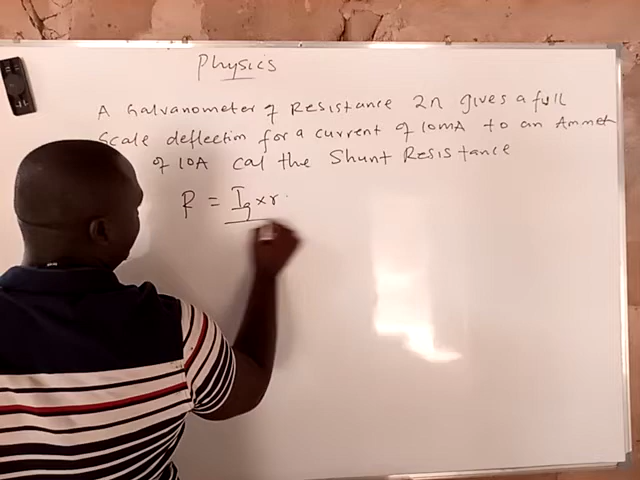 Physics
A Galvanometer of Resistance 2Ω gives a full
Scale deflection for a current of 10mA to an Ammet
of 10A cal the Shunt Resistance
R = Ig × r